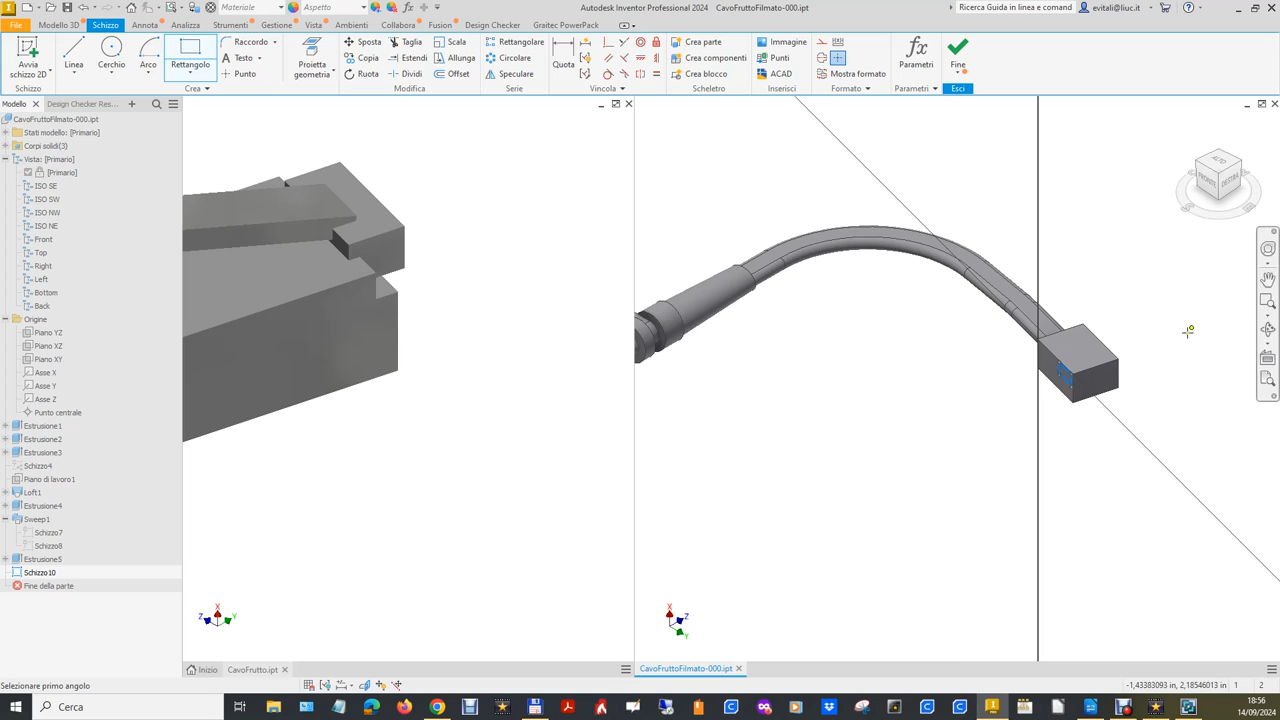 Materiale
Aspetto
Autodesk Inventor Professional 2024
CavoFruttoFilmato-000.ipt
Ricerca Guida in linea e comand
evitali@liuc.it
File
Modello 3D
Schizzo
Annota
Analizza
Strumenti
Gestione
Vista
Ambienti
Collabora
Fusion
Design Checker
Graitec PowerPack
Avvia
schizzo 2D
Linea
Cerchio
Arco
Rettangolo
Raccordo
Testo
Punto
Proietta
geometria
Sposta
Copia
Ruota
Taglia
Estendi
Dividi
Scala
Allunga
Offset
Rettangolare
Circolare
Speculare
Quota
Crea parte
Crea componenti
Crea blocco
Immagine
Punti
ACAD
Mostra formato
Parametri
Fine
Schizzo
Crea
Modifica
Serie
Vincola
Scheletro
Inserisci
Formato
Parametri
Esci
Modello
Design Checker Res...
CavoFruttoFilmato-000.ipt
Stati modello: [Primario]
Corpi solidi(3)
Vista: [Primario]
[Primario]
ISO SE
ISO SW
ISO NW
ISO NE
Front
Top
Right
Left
Bottom
Back
Origine
Piano YZ
Piano XZ
Piano XY
Asse X
Asse Y
Asse Z
Punto centrale
Estrusione1
Estrusione2
Estrusione3
Schizzo4
Piano di lavoro1
Loft1
Estrusione4
Sweep1
Schizzo7
Schizzo8
Estrusione5
Schizzo10
Fine della parte
ALTO
FRONTE
DESTRA
X
Z
Y
X
Z
Y
Inizio
CavoFrutto.ipt
CavoFruttoFilmato-000.ipt
Selezionare primo angolo
-1,43383093 in, 2,18546013 in
1
2
Cerca
18:56
14/09/2024